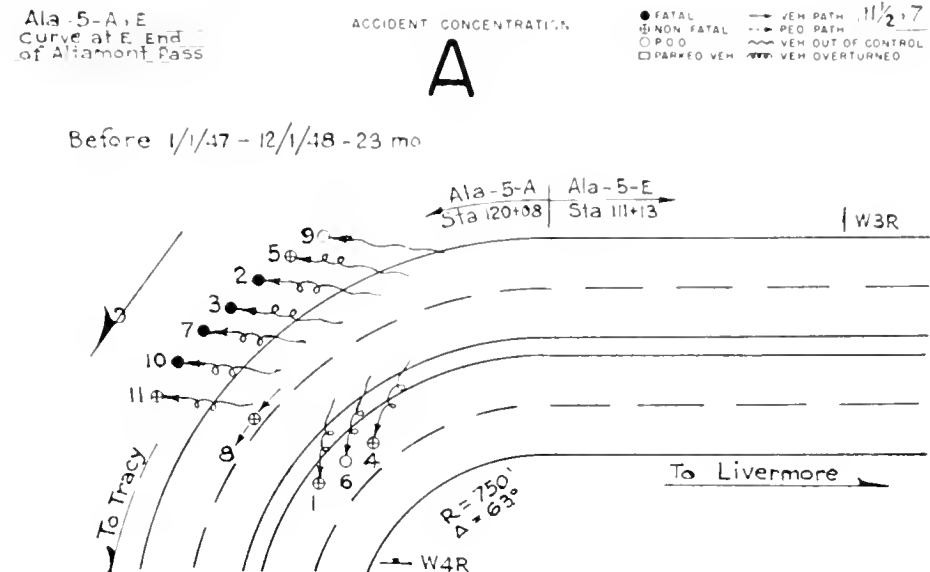 Ala-5-A, E
Curve at E End
of Altamont Pass
ACCIDENT CONCENTRATION
A
FATAL
NON FATAL
P D O
PARKED VEH
VEH PATH
PED PATH
VEH OUT OF CONTROL
VEH OVERTURNED
11½, 7
Before 1/1/47 - 12/1/48 - 23 mo
Ala-5-A
Sta 120+08
Ala-5-E
Sta 111+13
W3R
9
5
2
3
7
10
11
8
1
6
4
To Tracy
R = 750'
Δ = 63°
To Livermore
W4R